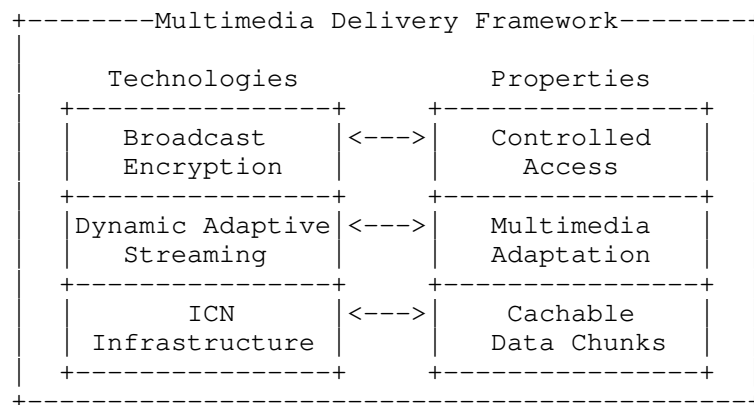 Multimedia Delivery Framework
Technologies Properties
Broadcast <---> Controlled
Encryption Access
Dynamic Adaptive <---> Multimedia
Streaming Adaptation
ICN <---> Cachable
Infrastructure Data Chunks